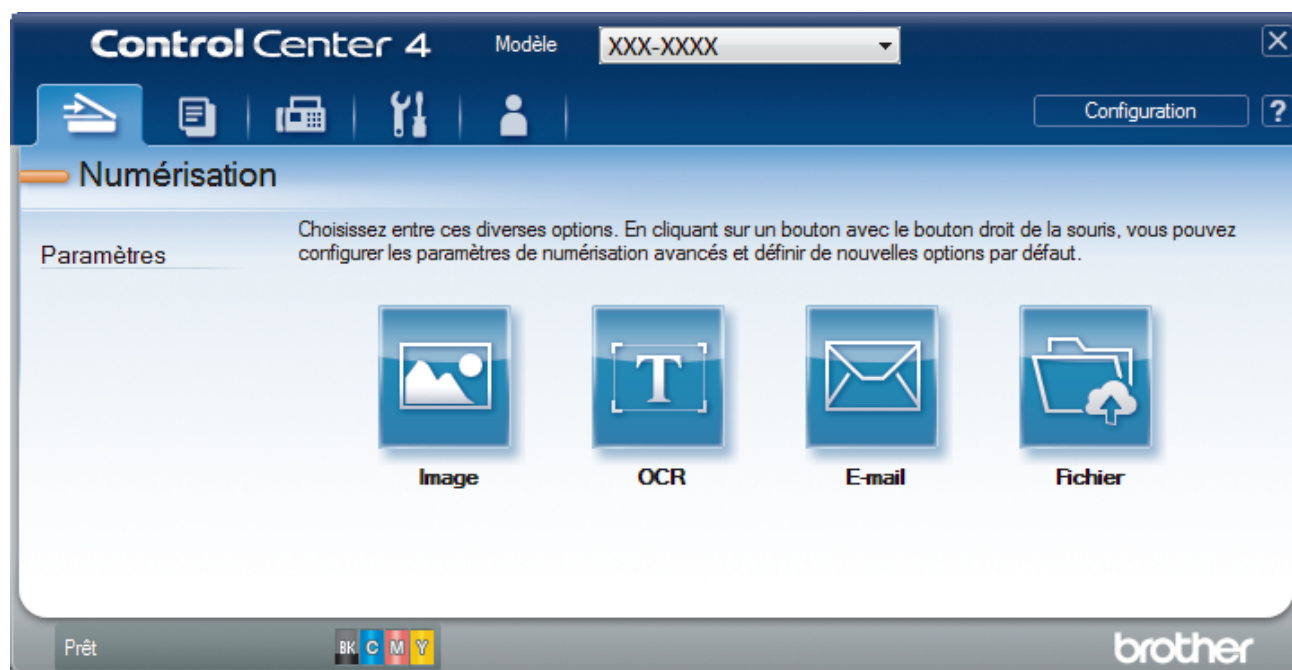 Control Center 4 Modèle XXX-XXXX
Configuration ?
Numérisation
Paramètres
Choisissez entre ces diverses options. En cliquant sur un bouton avec le bouton droit de la souris, vous pouvez
configurer les paramètres de numérisation avancés et définir de nouvelles options par défaut.
T
Image OCR E-mail Fichier
Prêt BK C M Y brother